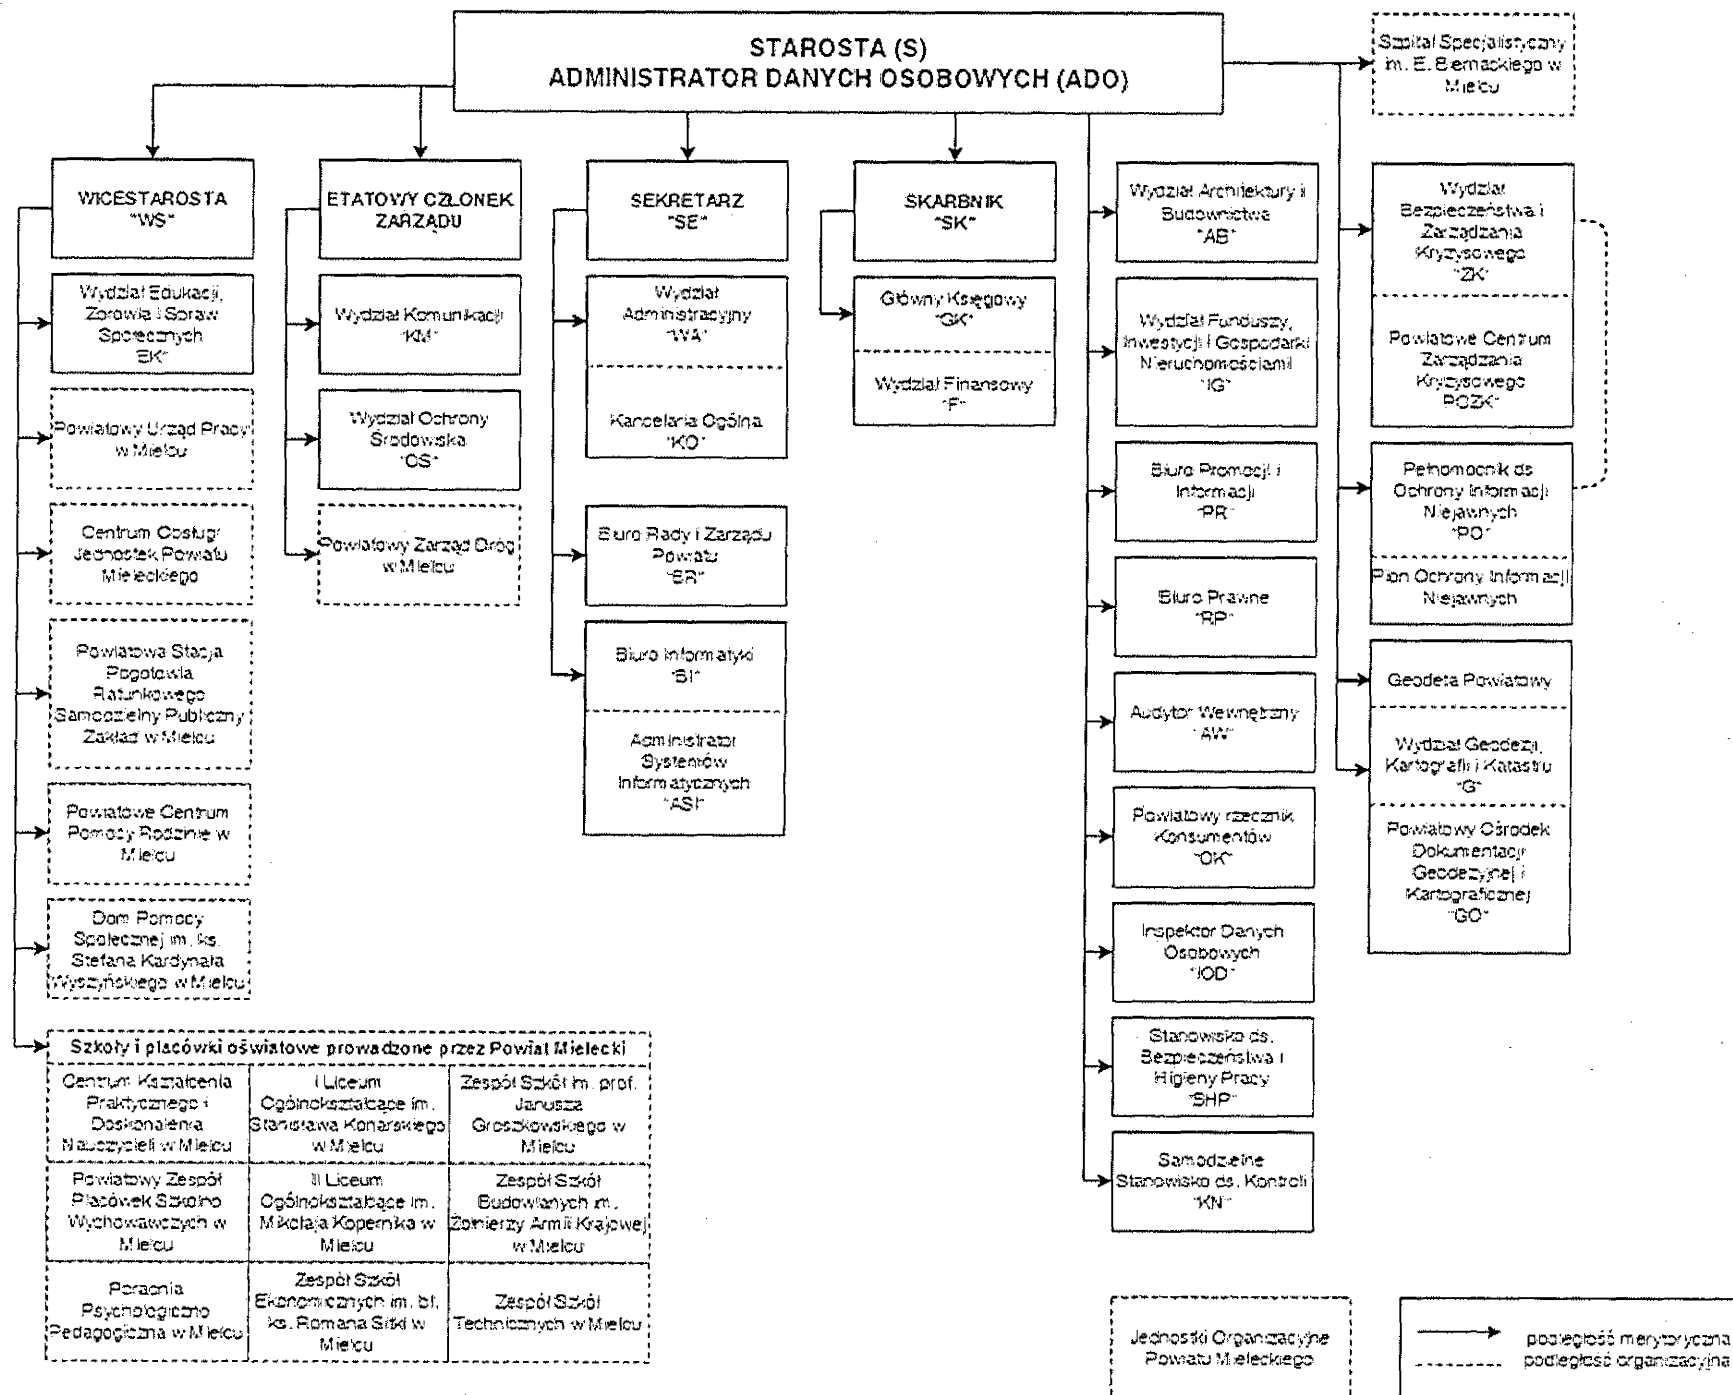 STAROSTA (S)
ADMINISTRATOR DANYCH OSOBOWYCH (ADO)
Szpital Specjalistyczny
im. E. Biernackiego w
Mielcu
WICESTAROSTA
"WS"
Wydział Edukacji,
Zdrowia i Spraw
Społecznych
"EK"
Powiatowy Urząd Pracy
w Mielcu
Centrum Obsługi
Jednostek Powiatu
Mieleckiego
Powiatowa Stacja
Pogotowia
Ratunkowego
Samodzielny Publiczny
Zakład w Mielcu
Powiatowe Centrum
Pomocy Rodzinie w
Mielcu
Dom Pomocy
Społecznej im. ks.
Stefana Kardynała
Wyszyńskiego w Mielcu
Szkoły i placówki oświatowe prowadzone przez Powiat Mielecki
Centrum Kształcenia
Praktycznego i
Doskonalenia
Nauczycieli w Mielcu
I Liceum
Ogólnokształcące im.
Stanisława Konarskiego
w Mielcu
Zespół Szkół im. prof.
Janusza
Groszkowskiego w
Mielcu
Powiatowy Zespół
Placówek Szkolno
Wychowawczych w
Mielcu
II Liceum
Ogólnokształcące im.
Mikołaja Kopernika w
Mielcu
Zespół Szkół
Budowlanych im.
Żołnierzy Armii Krajowej
w Mielcu
Poradnia
Psychologiczno
Pedagogiczna w Mielcu
Zespół Szkół
Ekonomicznych im. bł.
ks. Romana Sitki w
Mielcu
Zespół Szkół
Technicznych w Mielcu
ETATOWY CZŁONEK
ZARZĄDU
Wydział Komunikacji
"KM"
Wydział Ochrony
Środowiska
"OS"
Powiatowy Zarząd Dróg
w Mielcu
SEKRETARZ
"SE"
Wydział
Administracyjny
"WA"
Kancelaria Ogólna
"KO"
Biuro Rady i Zarządu
Powiatu
"BR"
Biuro Informatyki
"BI"
Administrator
Systemów
Informatycznych
"ASI"
SKARBNIK
"SK"
Główny Księgowy
"GK"
Wydział Finansowy
"F"
Wydział Architektury i
Budownictwa
"AB"
Wydział Funduszy,
Inwestycji i Gospodarki
Nieruchomościami
"IG"
Biuro Promocji i
Informacji
"PR"
Biuro Prawne
"RP"
Audytor Wewnętrzny
"AW"
Powiatowy rzecznik
Konsumentów
"OK"
Inspektor Danych
Osobowych
"IOD"
Stanowisko ds.
Bezpieczeństwa i
Higieny Pracy
"BHP"
Samodzielne
Stanowisko ds. Kontroli
"KN"
Wydział
Bezpieczeństwa i
Zarządzania
Kryzysowego
"ZK"
Powiatowe Centrum
Zarządzania
Kryzysowego
"PCZK"
Pełnomocnik ds.
Ochrony Informacji
Niejawnych
"PO"
Pion Ochrony Informacji
Niejawnych
Geodeta Powiatowy
Wydział Geodezji,
Kartografii i Katastru
"G"
Powiatowy Ośrodek
Dokumentacji
Geodezyjnej i
Kartograficznej
"GO"
Jednostki Organizacyjne
Powiatu Mieleckiego
podległość merytoryczna
podległość organizacyjna